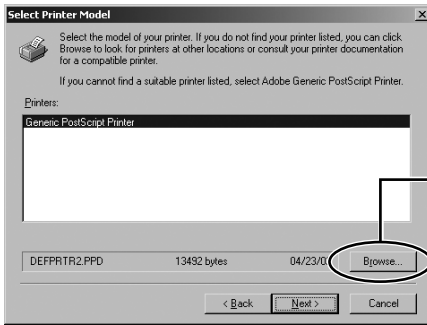 Select Printer Model
Select the model of your printer. If you do not find your printer listed, you can click
Browse to look for printers at other locations or consult your printer documentation
for a compatible printer.
If you cannot find a suitable printer listed, select Adobe Generic PostScript Printer.
Printers:
Generic PostScript Printer
DEFPRTR2.PPD 13492 bytes 04/23/0 Browse...
< Back Next > Cancel